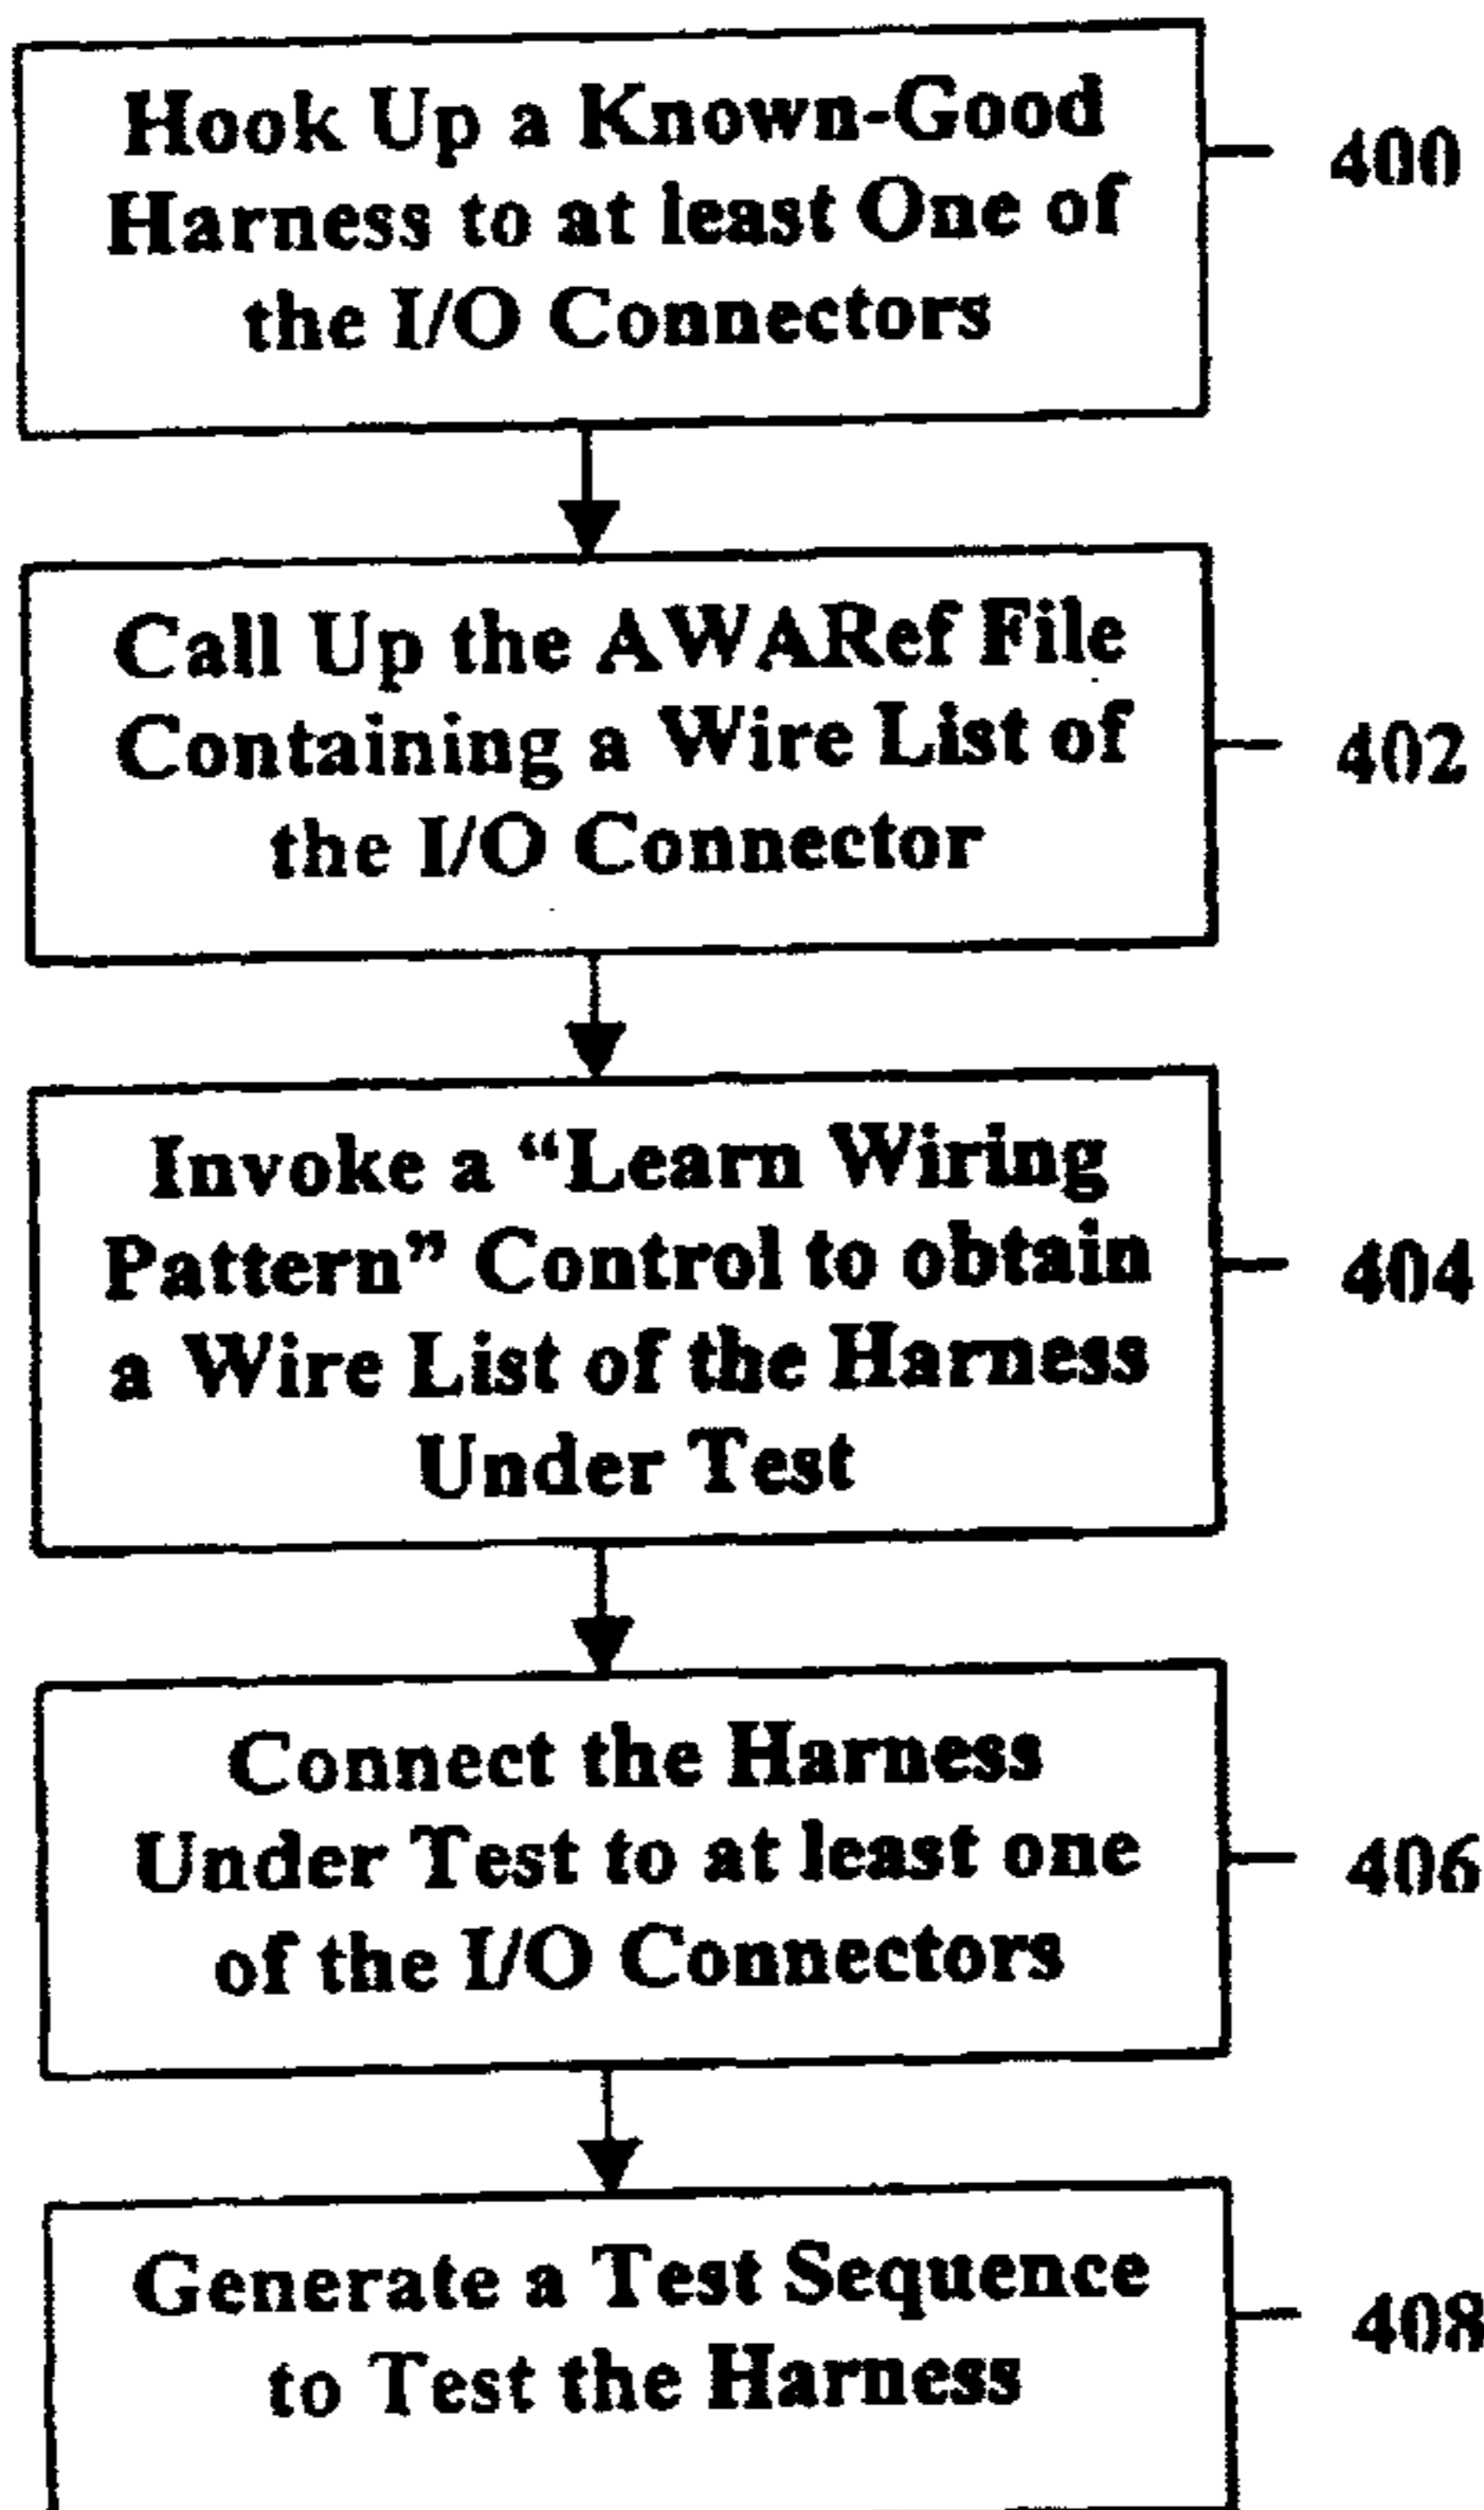 Hook Up a Known-Good
Harness to at least One of
the I/O Connectors
400
Call Up the AWARef File
Containing a Wire List of
the I/O Connector
402
Invoke a “Learn Wiring
Pattern” Control to obtain
a Wire List of the Harness
Under Test
404
Connect the Harness
Under Test to at least one
of the I/O Connectors
406
Generate a Test Sequence
to Test the Harness
408